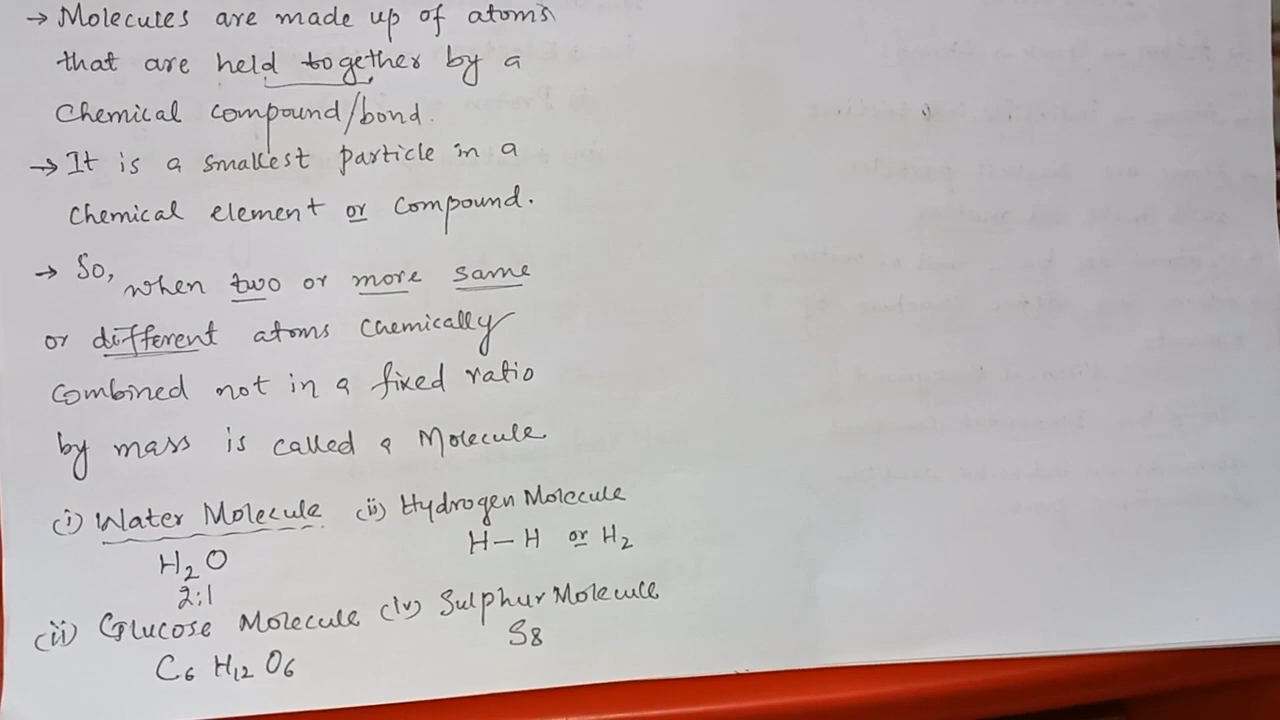 → Molecules are made up of atoms
that are held together by a
Chemical compound/bond.
→ It is a smallest particle in a
Chemical element or Compound.
→ So, when two or more same
or different atoms chemically
Combined not in a fixed ratio
by mass is called a Molecule.
(i) Water Molecule (ii) Hydrogen Molecule
H2O H-H or H2
2:1
(ii) Glucose Molecule (iv) Sulphur Molecule
C6 H12 O6 S8